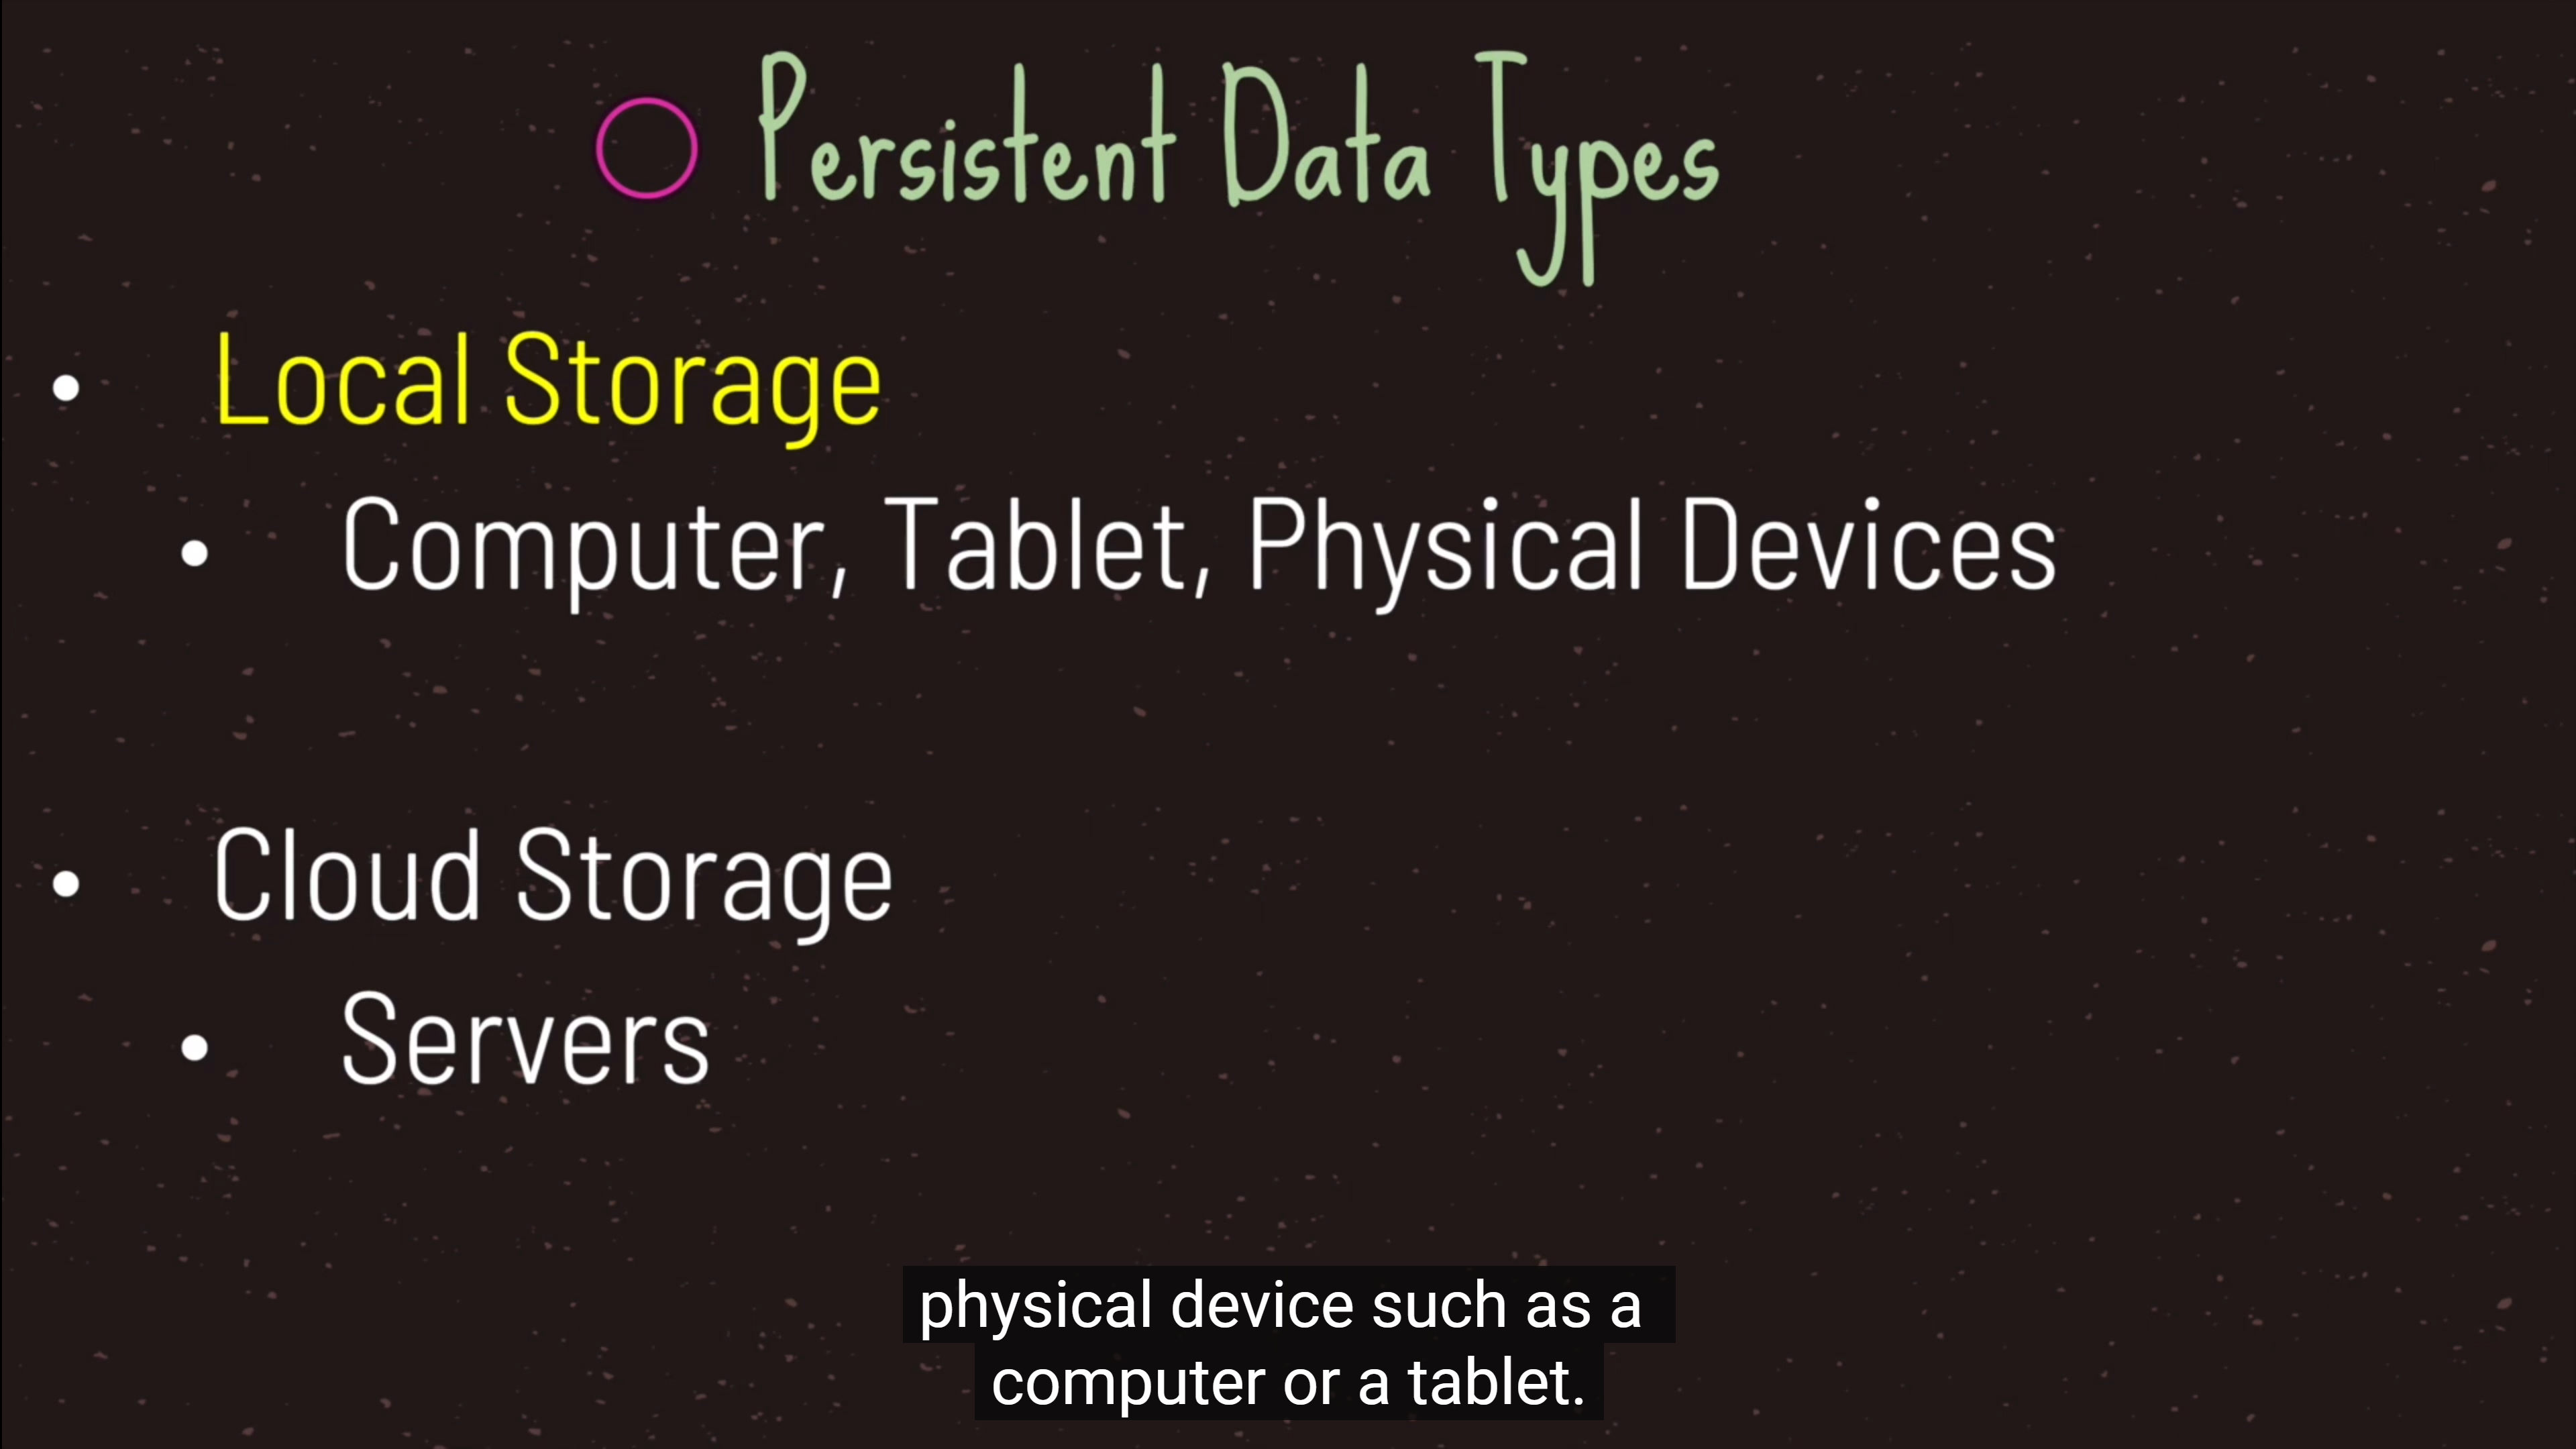 Persistent Data Types
• Local Storage
• Computer, Tablet, Physical Devices
• Cloud Storage
• Servers
physical device such as a
computer or a tablet.